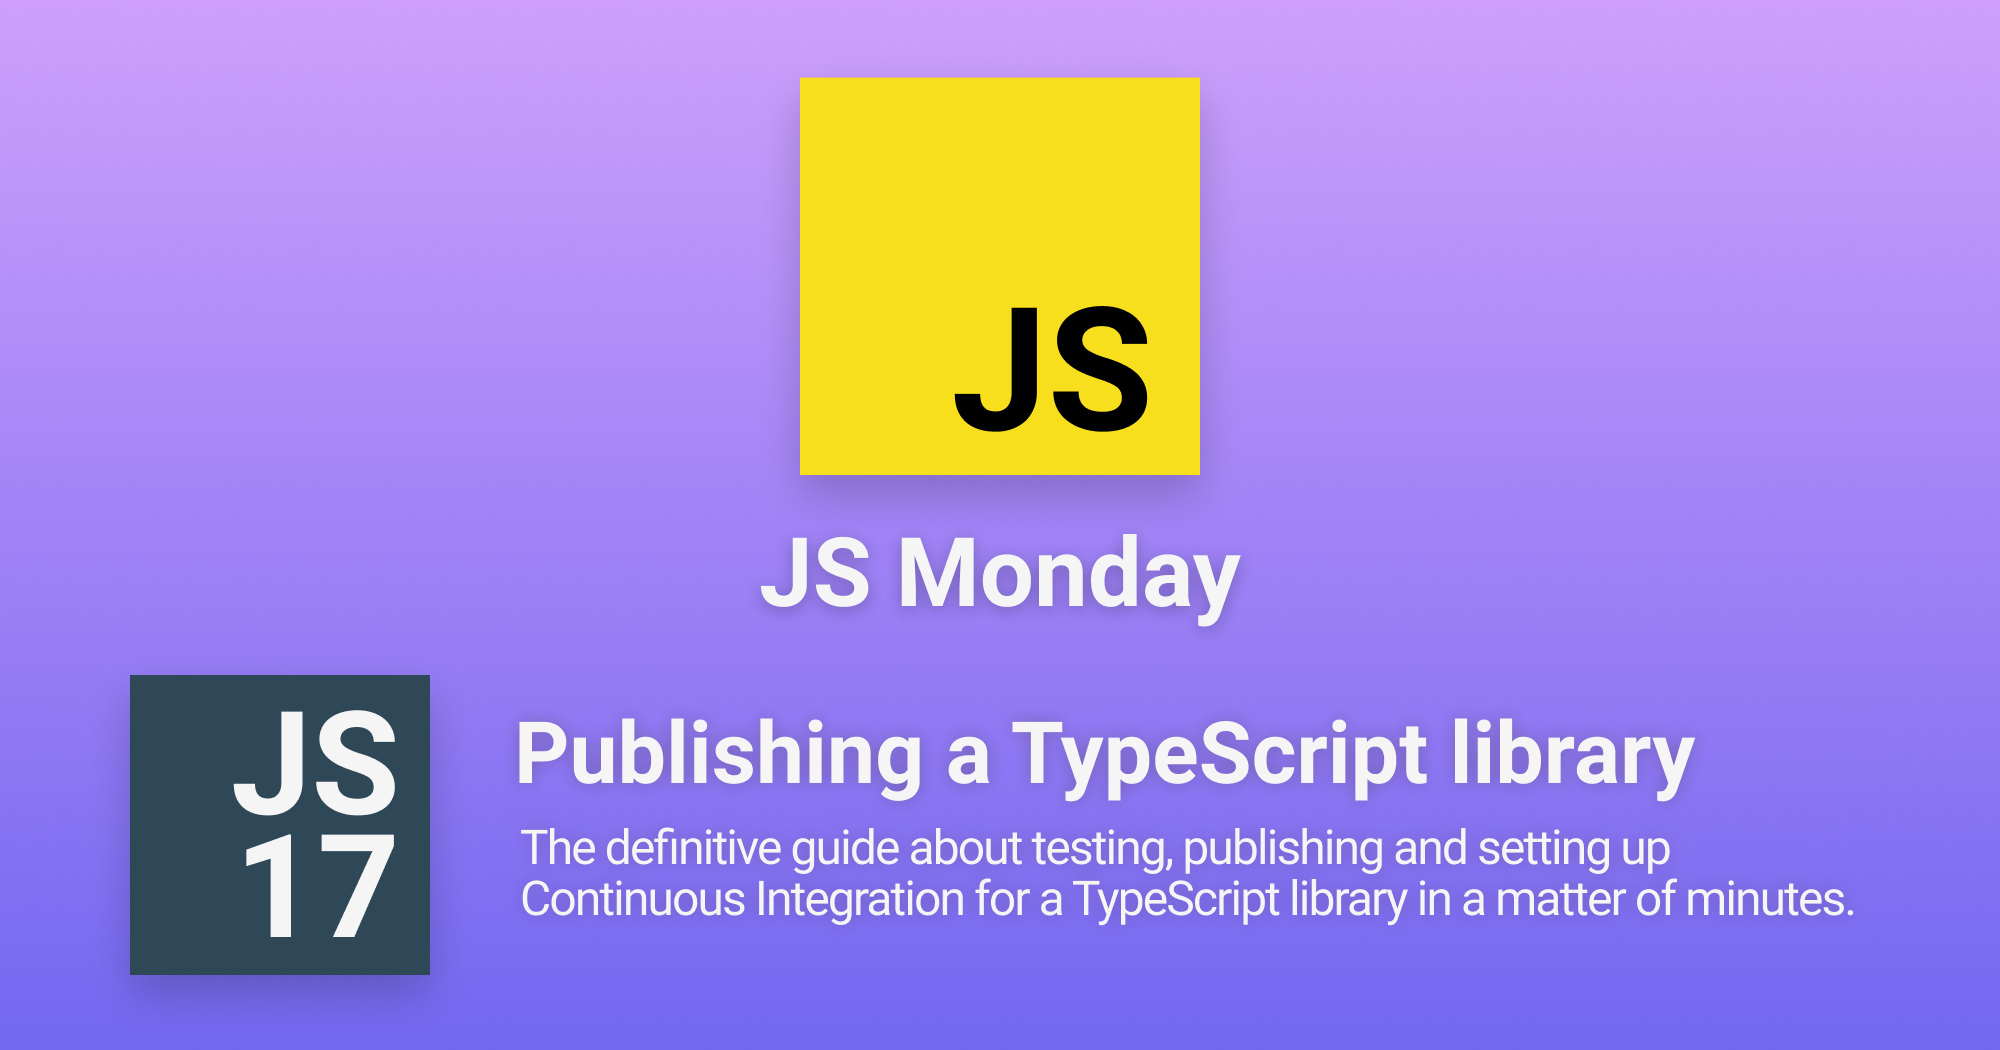 JS
JS Monday
JS
17
Publishing a TypeScript library
The definitive guide about testing, publishing and setting up
Continuous Integration for a TypeScript library in a matter of minutes.